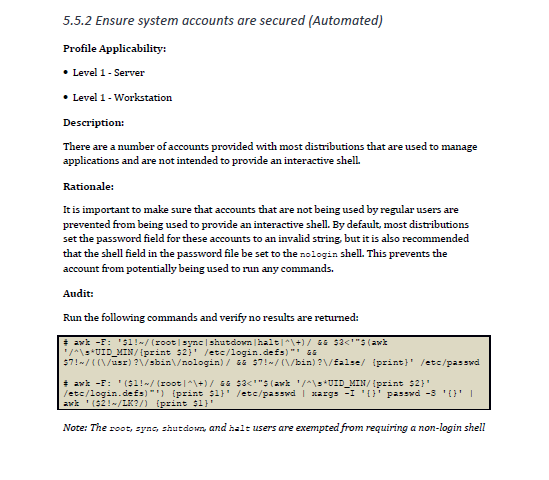 5.5.2 Ensure system accounts are secured (Automated)
Profile Applicability:
• Level 1 - Server
• Level 1 - Workstation
Description:
There are a number of accounts provided with most distributions that are used to manage
applications and are not intended to provide an interactive shell.
Rationale:
It is important to make sure that accounts that are not being used by regular users are
prevented from being used to provide an interactive shell. By default, most distributions
set the password field for these accounts to an invalid string, but it is also recommended
that the shell field in the password file be set to the nologin shell. This prevents the
account from potentially being used to run any commands.
Audit:
Run the following commands and verify no results are returned:
# awk -F: '$1!~/(root|sync|shutdown|halt|^\+)/ && $3<'"$(awk
'/^\s*UID_MIN/{print $2}' /etc/login.defs)"' &&
$7!~/((\/usr)?\/sbin\/nologin)/ && $7!~/(\/bin)?\/false/ {print}' /etc/passwd
# awk -F: '($1!~/(root|^\+)/ && $3<'"$(awk '/^\s*UID_MIN/{print $2}'
/etc/login.defs)"') {print $1}' /etc/passwd | xargs -I '{}' passwd -S '{}' |
awk '($2!~/LK?/) {print $1}'
Note: The root, sync, shutdown, and halt users are exempted from requiring a non-login shell